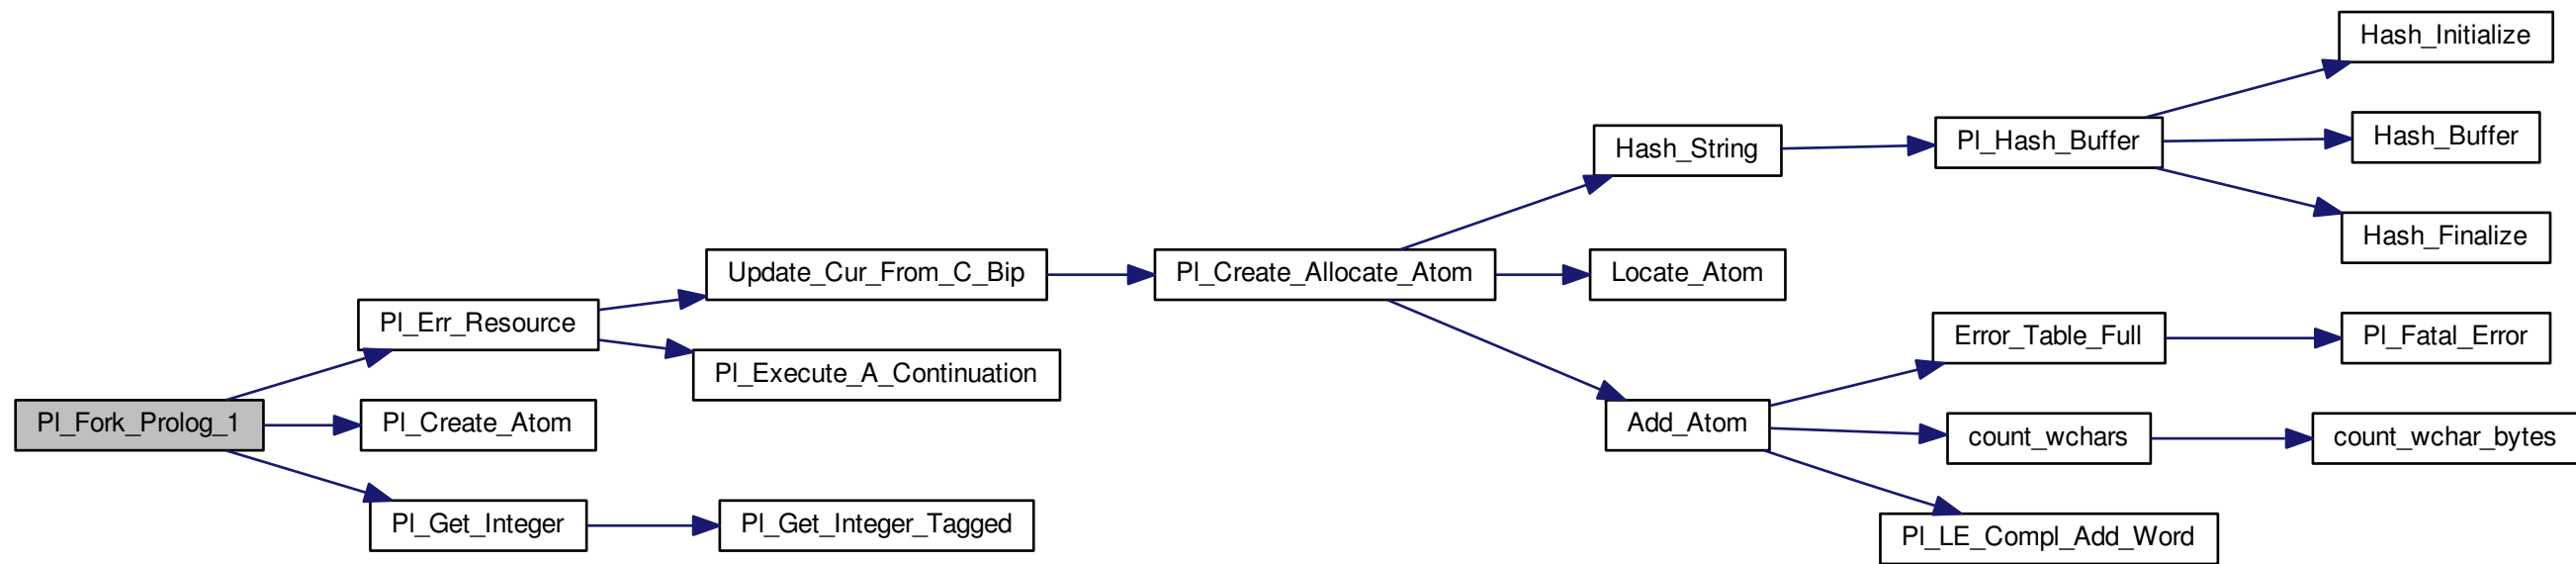 Pl_Fork_Prolog_1
Pl_Err_Resource
Pl_Create_Atom
Pl_Get_Integer
Update_Cur_From_C_Bip
Pl_Execute_A_Continuation
Pl_Get_Integer_Tagged
Pl_Create_Allocate_Atom
Hash_String
Locate_Atom
Add_Atom
Pl_Hash_Buffer
Error_Table_Full
count_wchars
Pl_LE_Compl_Add_Word
Hash_Initialize
Hash_Buffer
Hash_Finalize
Pl_Fatal_Error
count_wchar_bytes